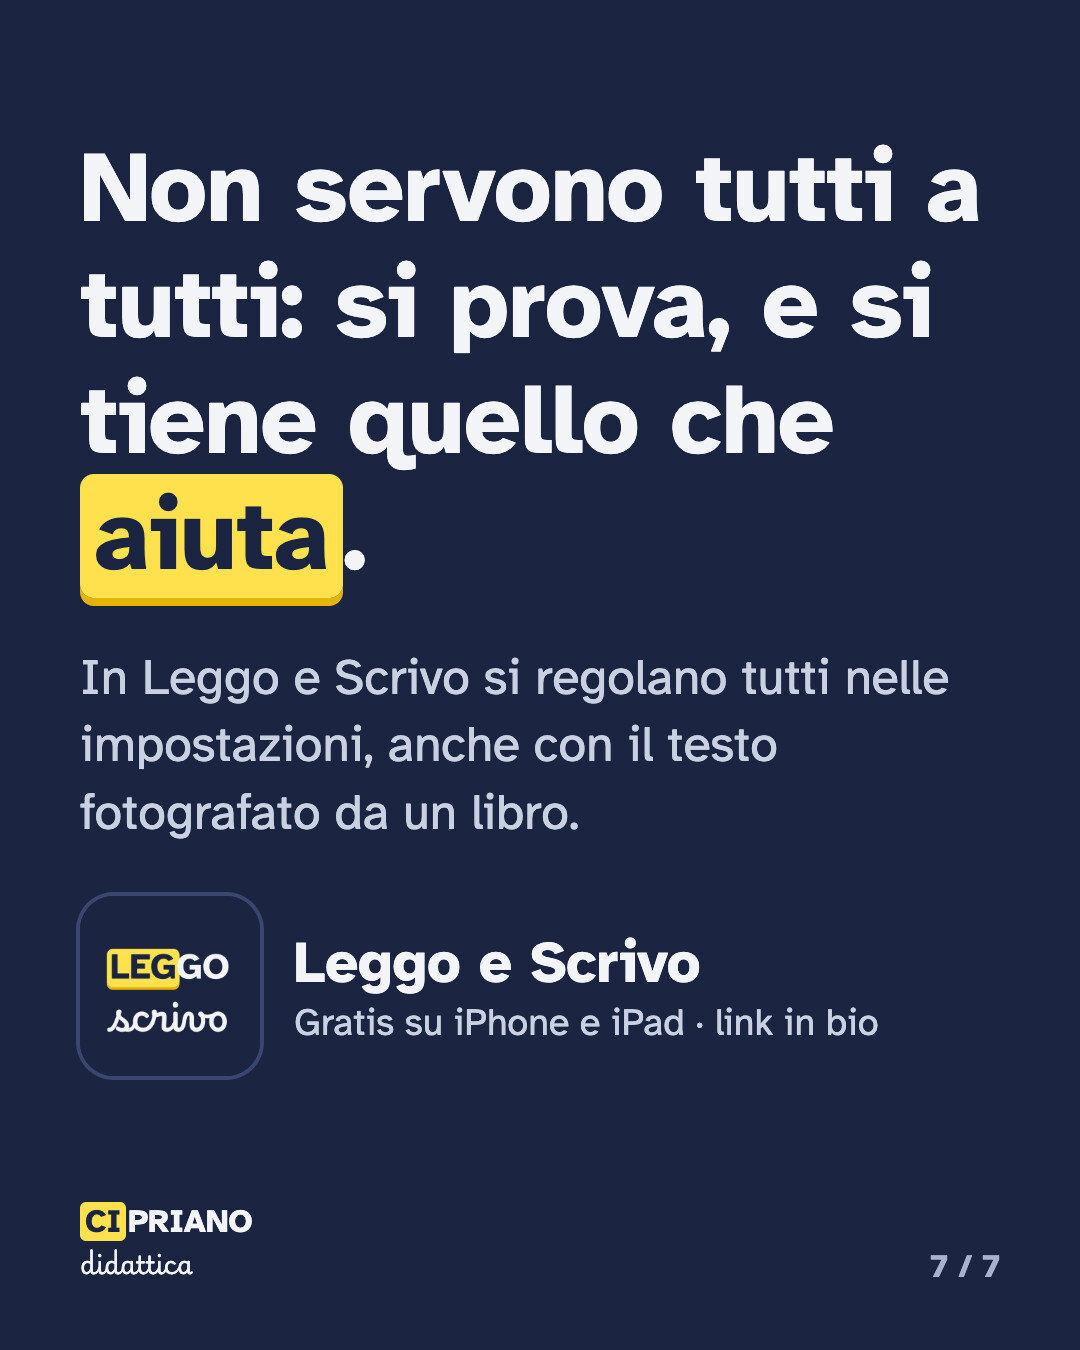 Non servono tutti a
tutti: si prova, e si
tiene quello che
aiuta.
In Leggo e Scrivo si regolano tutti nelle
impostazioni, anche con il testo
fotografato da un libro.
LEGGO
scrivo
Leggo e Scrivo
Gratis su iPhone e iPad · link in bio
CIPRIANO
didattica
7 / 7